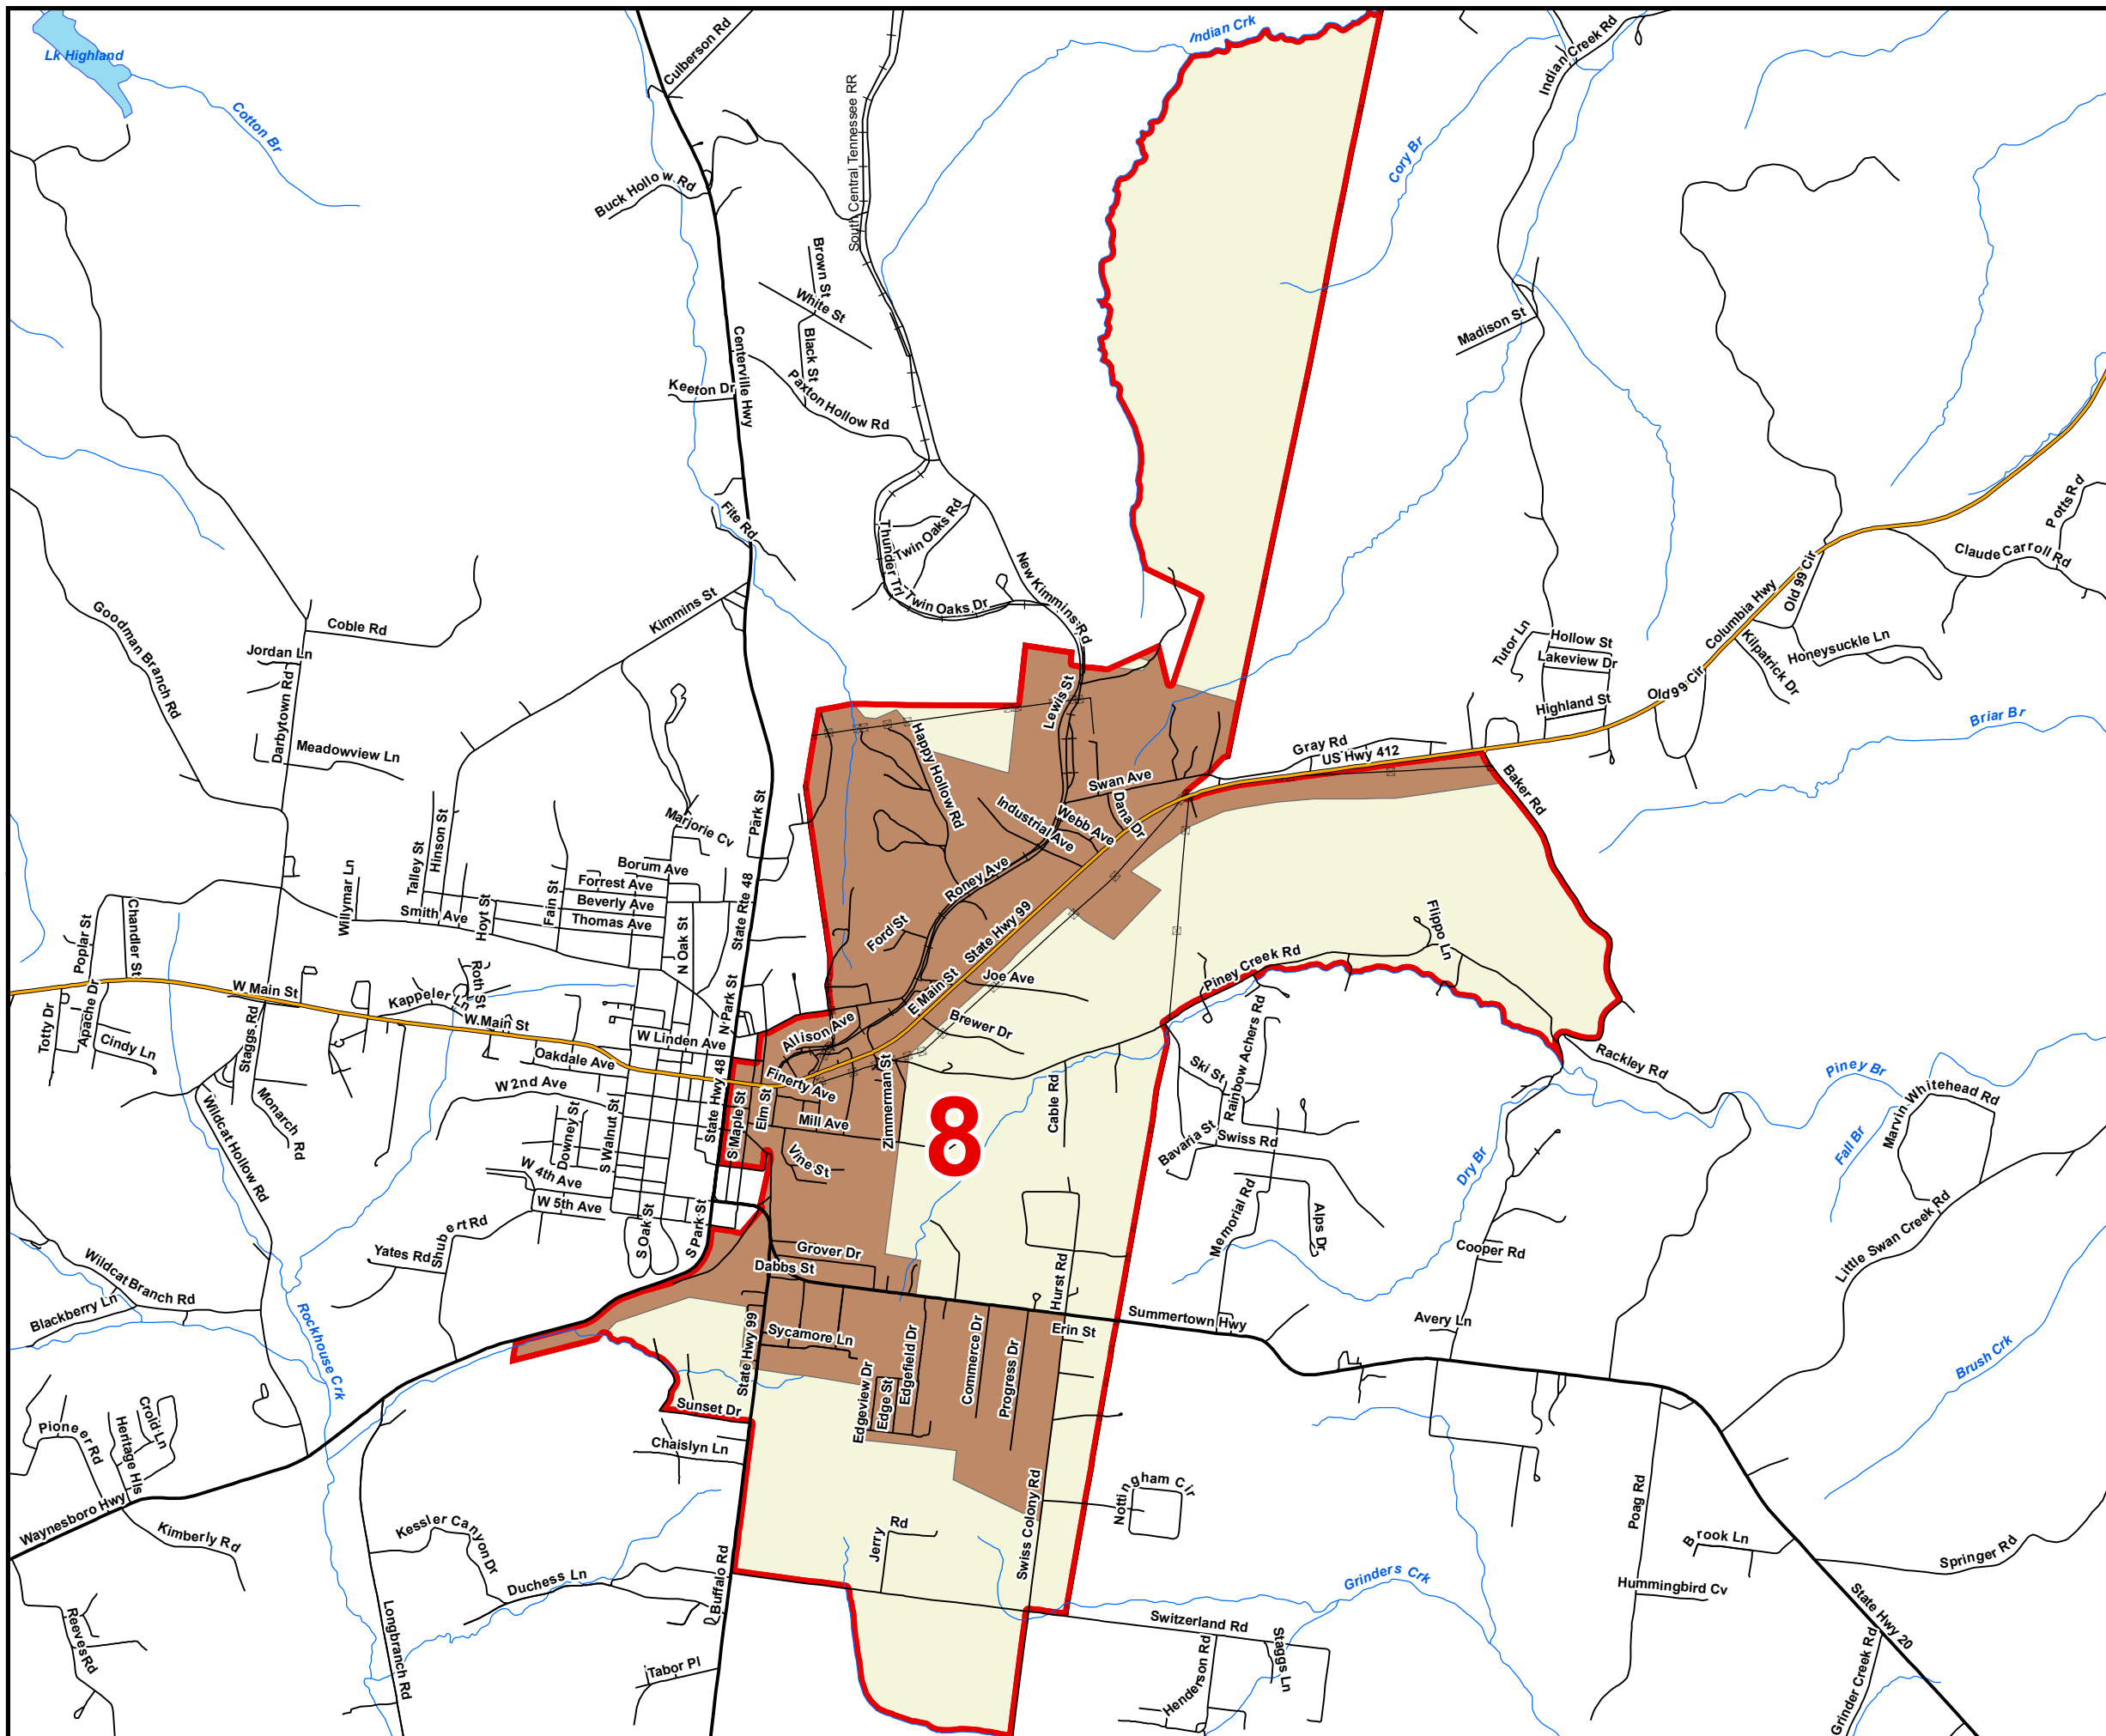 Lk Highland
Cotton Br
Culberson Rd
Indian Crk
Indian Creek Rd
South Central Tennessee RR
Cory Br
Buck Hollow Rd
Brown St
White St
Black St
Centerville Hwy
Madison St
Keeton Dr
Paxton Hollow Rd
Fite Rd
Thunder Trl
Twin Oaks Rd
Twin Oaks Dr
New Kimmins Rd
Potts Rd
Claude Carroll Rd
Old 99 Cir
Columbia Hwy
Kilpatrick Dr
Honeysuckle Ln
Old 99 Cir
Tutor Ln
Hollow St
Lakeview Dr
Highland St
Briar Br
Goodman Branch Rd
Coble Rd
Jordan Ln
Darbytown Rd
Meadowview Ln
Kimmins St
Lewis St
Happy Hollow Rd
Gray Rd
US Hwy 412
Baker Rd
Swan Ave
Dana Dr
Webb Ave
Industrial Ave
Park St
Marjorie Cv
Hinson St
Talley St
Borum Ave
Forrest Ave
Beverly Ave
Thomas Ave
Fain St
Hoyt St
Smith Ave
Willymar Ln
State Rte 48
N Oak St
Roney Ave
Ford St
State Hwy 99
E Main St
Joe Ave
Brewer Dr
Piney Creek Rd
Flippo Ln
Poplar St
Chandler St
W Main St
Kappeler Ln
Roth St
W Main St
N Park St
Totty Dr
Apache Dr
Cindy Ln
Staggs Rd
Monarch Rd
Wildcat Hollow Rd
Oakdale Ave
W Linden Ave
W 2nd Ave
Allison Ave
Finerty Ave
Mill Ave
Vine St
Zimmerman St
Elm St
S Maple St
State Hwy 48
S Walnut St
Downey St
W 4th Ave
W 5th Ave
S Oak St
S Park St
8
Cable Rd
Ski St
Rainbow Achers Rd
Bavaria St
Swiss Rd
Memorial Rd
Alps Dr
Rackley Rd
Piney Br
Marvin Whitehead Rd
Fall Br
Dry Br
Cooper Rd
Little Swan Creek Rd
Avery Ln
Brush Crk
Shubert Rd
Yates Rd
Wildcat Branch Rd
Blackberry Ln
Rockhouse Crk
Grover Dr
Dabbs St
Hurst Rd
Summertown Hwy
Erin St
Sycamore Ln
State Hwy 99
Edgeview Dr
Edge St
Edgefield Dr
Commerce Dr
Progress Dr
Sunset Dr
Chaislyn Ln
Pioneer Rd
Heritage Hls
Croid Ln
Waynesboro Hwy
Kimberly Rd
Kessler Canyon Dr
Duchess Ln
Longbranch Rd
Reeves Rd
Buffalo Rd
Tabor Pl
Jerry Rd
Swiss Colony Rd
Nottingham Cir
Grinders Crk
Switzerland Rd
Henderson Rd
Staggs Ln
Poag Rd
Brook Ln
Hummingbird Cv
Springer Rd
State Hwy 20
Grinder Creek Rd